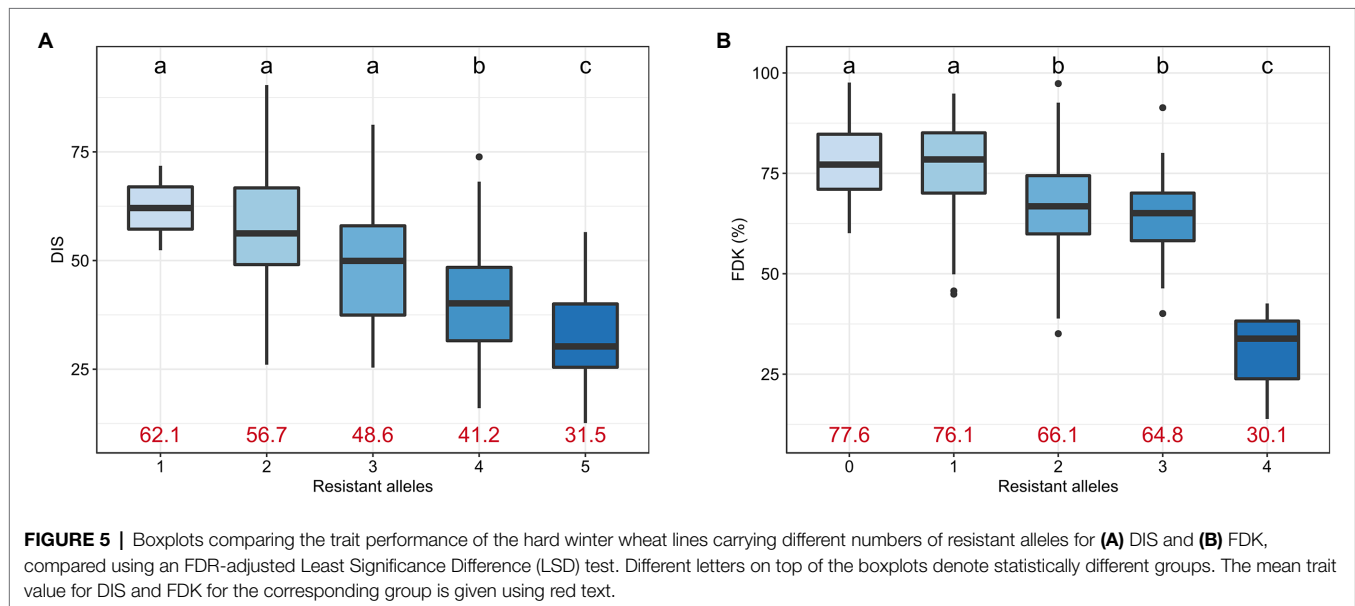 A
a a a b c
75
50
25
DIS
62.1 56.7 48.6 41.2 31.5
1 2 3 4 5
Resistant alleles
B
a a b b c
100
75
50
25
FDK (%)
77.6 76.1 66.1 64.8 30.1
0 1 2 3 4
Resistant alleles
FIGURE 5 | Boxplots comparing the trait performance of the hard winter wheat lines carrying different numbers of resistant alleles for (A) DIS and (B) FDK,
compared using an FDR-adjusted Least Significance Difference (LSD) test. Different letters on top of the boxplots denote statistically different groups. The mean trait
value for DIS and FDK for the corresponding group is given using red text.